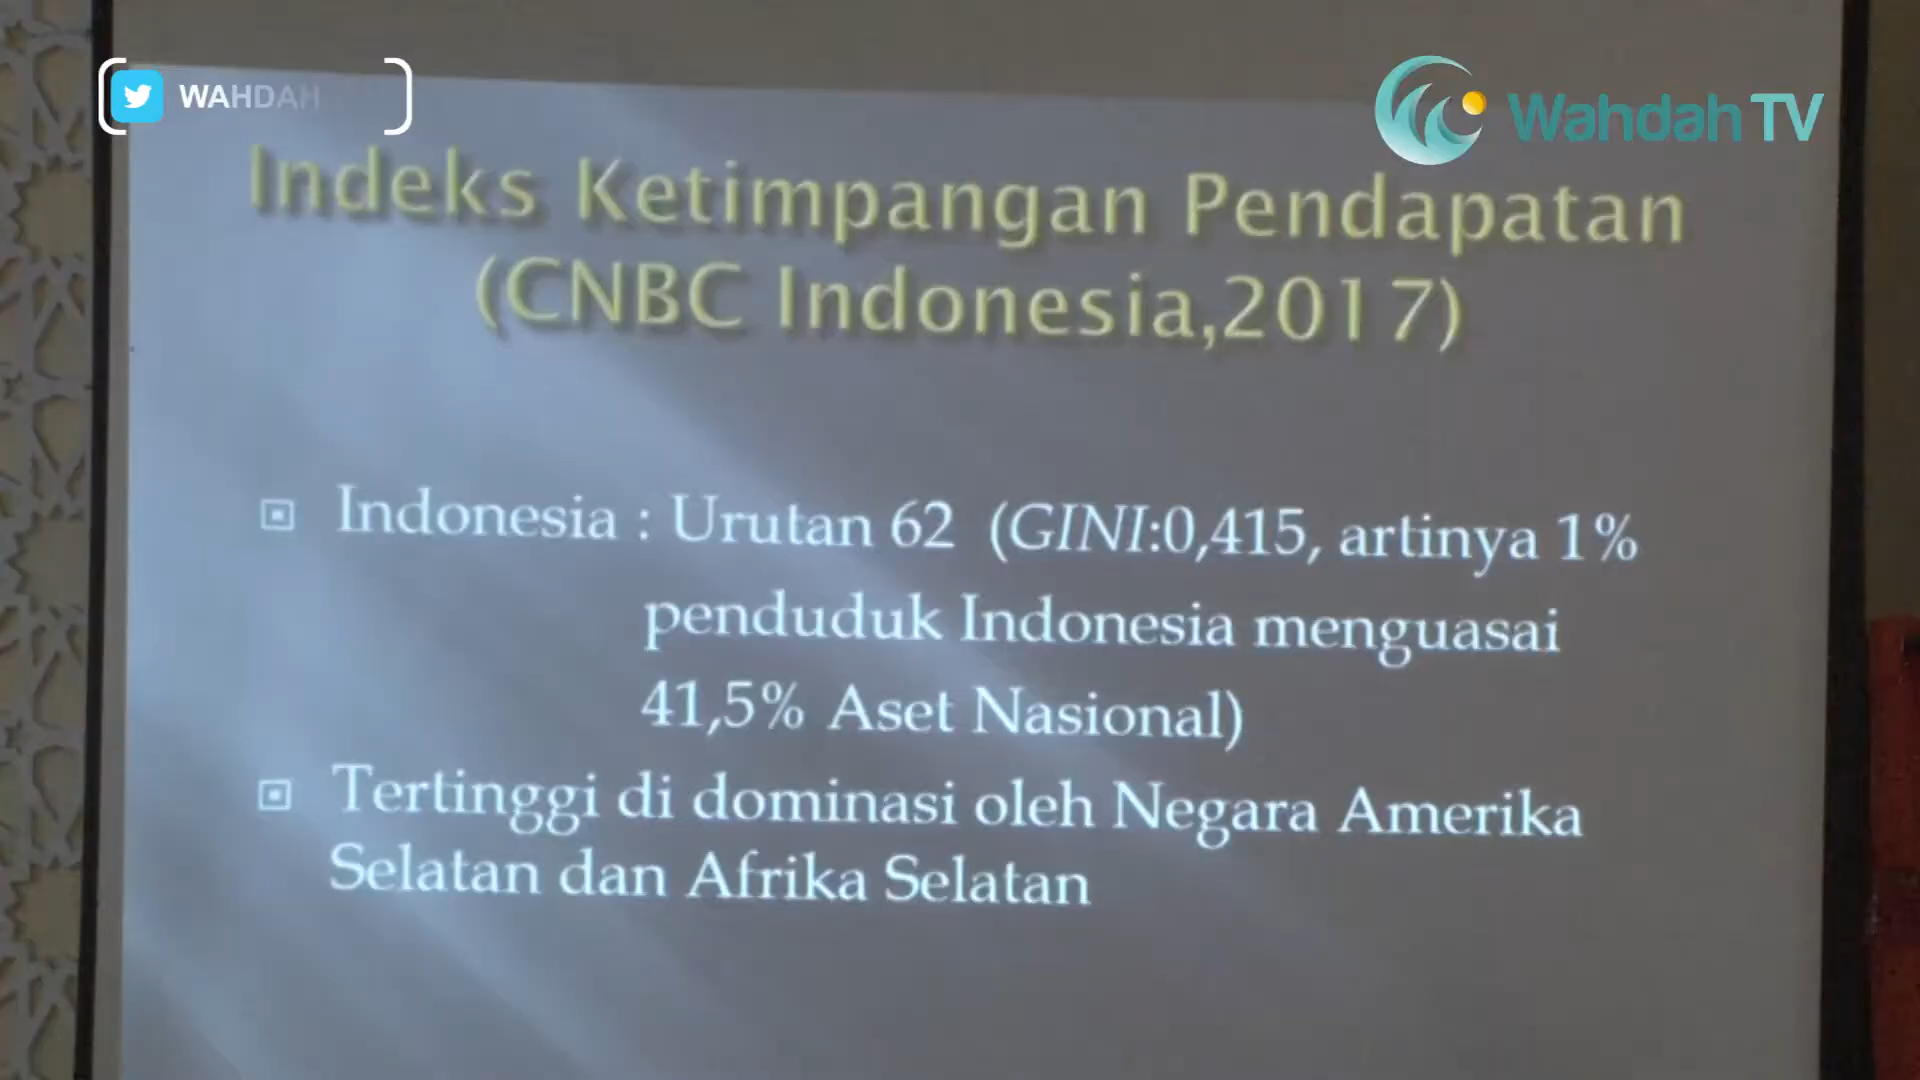 WAHDAH
Wahdah TV
Indeks Ketimpangan Pendapatan
(CNBC Indonesia,2017)
Indonesia : Urutan 62 (GINI:0,415, artinya 1%
penduduk Indonesia menguasai
41,5% Aset Nasional)
Tertinggi di dominasi oleh Negara Amerika
Selatan dan Afrika Selatan